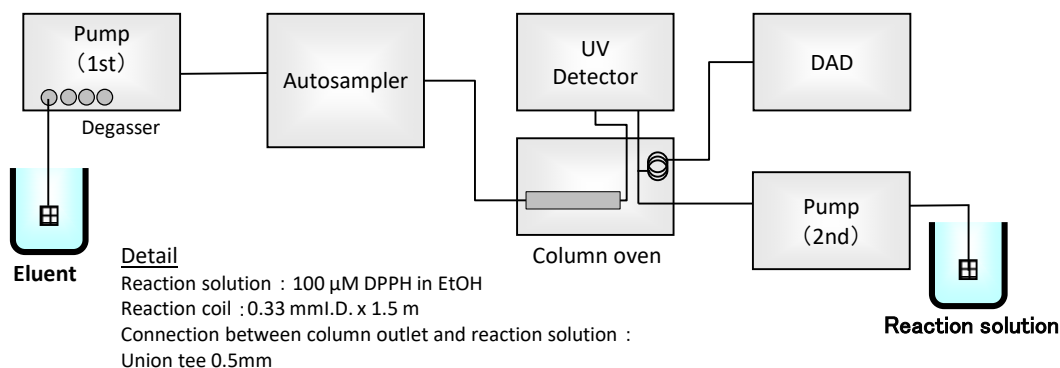 Pump
（1st）
Degasser
Autosampler
UV
Detector
DAD
Column oven
Pump
（2nd）
Eluent
Reaction solution
Detail
Reaction solution：100 μM DPPH in EtOH
Reaction coil：0.33 mmI.D. x 1.5 m
Connection between column outlet and reaction solution：
Union tee 0.5mm